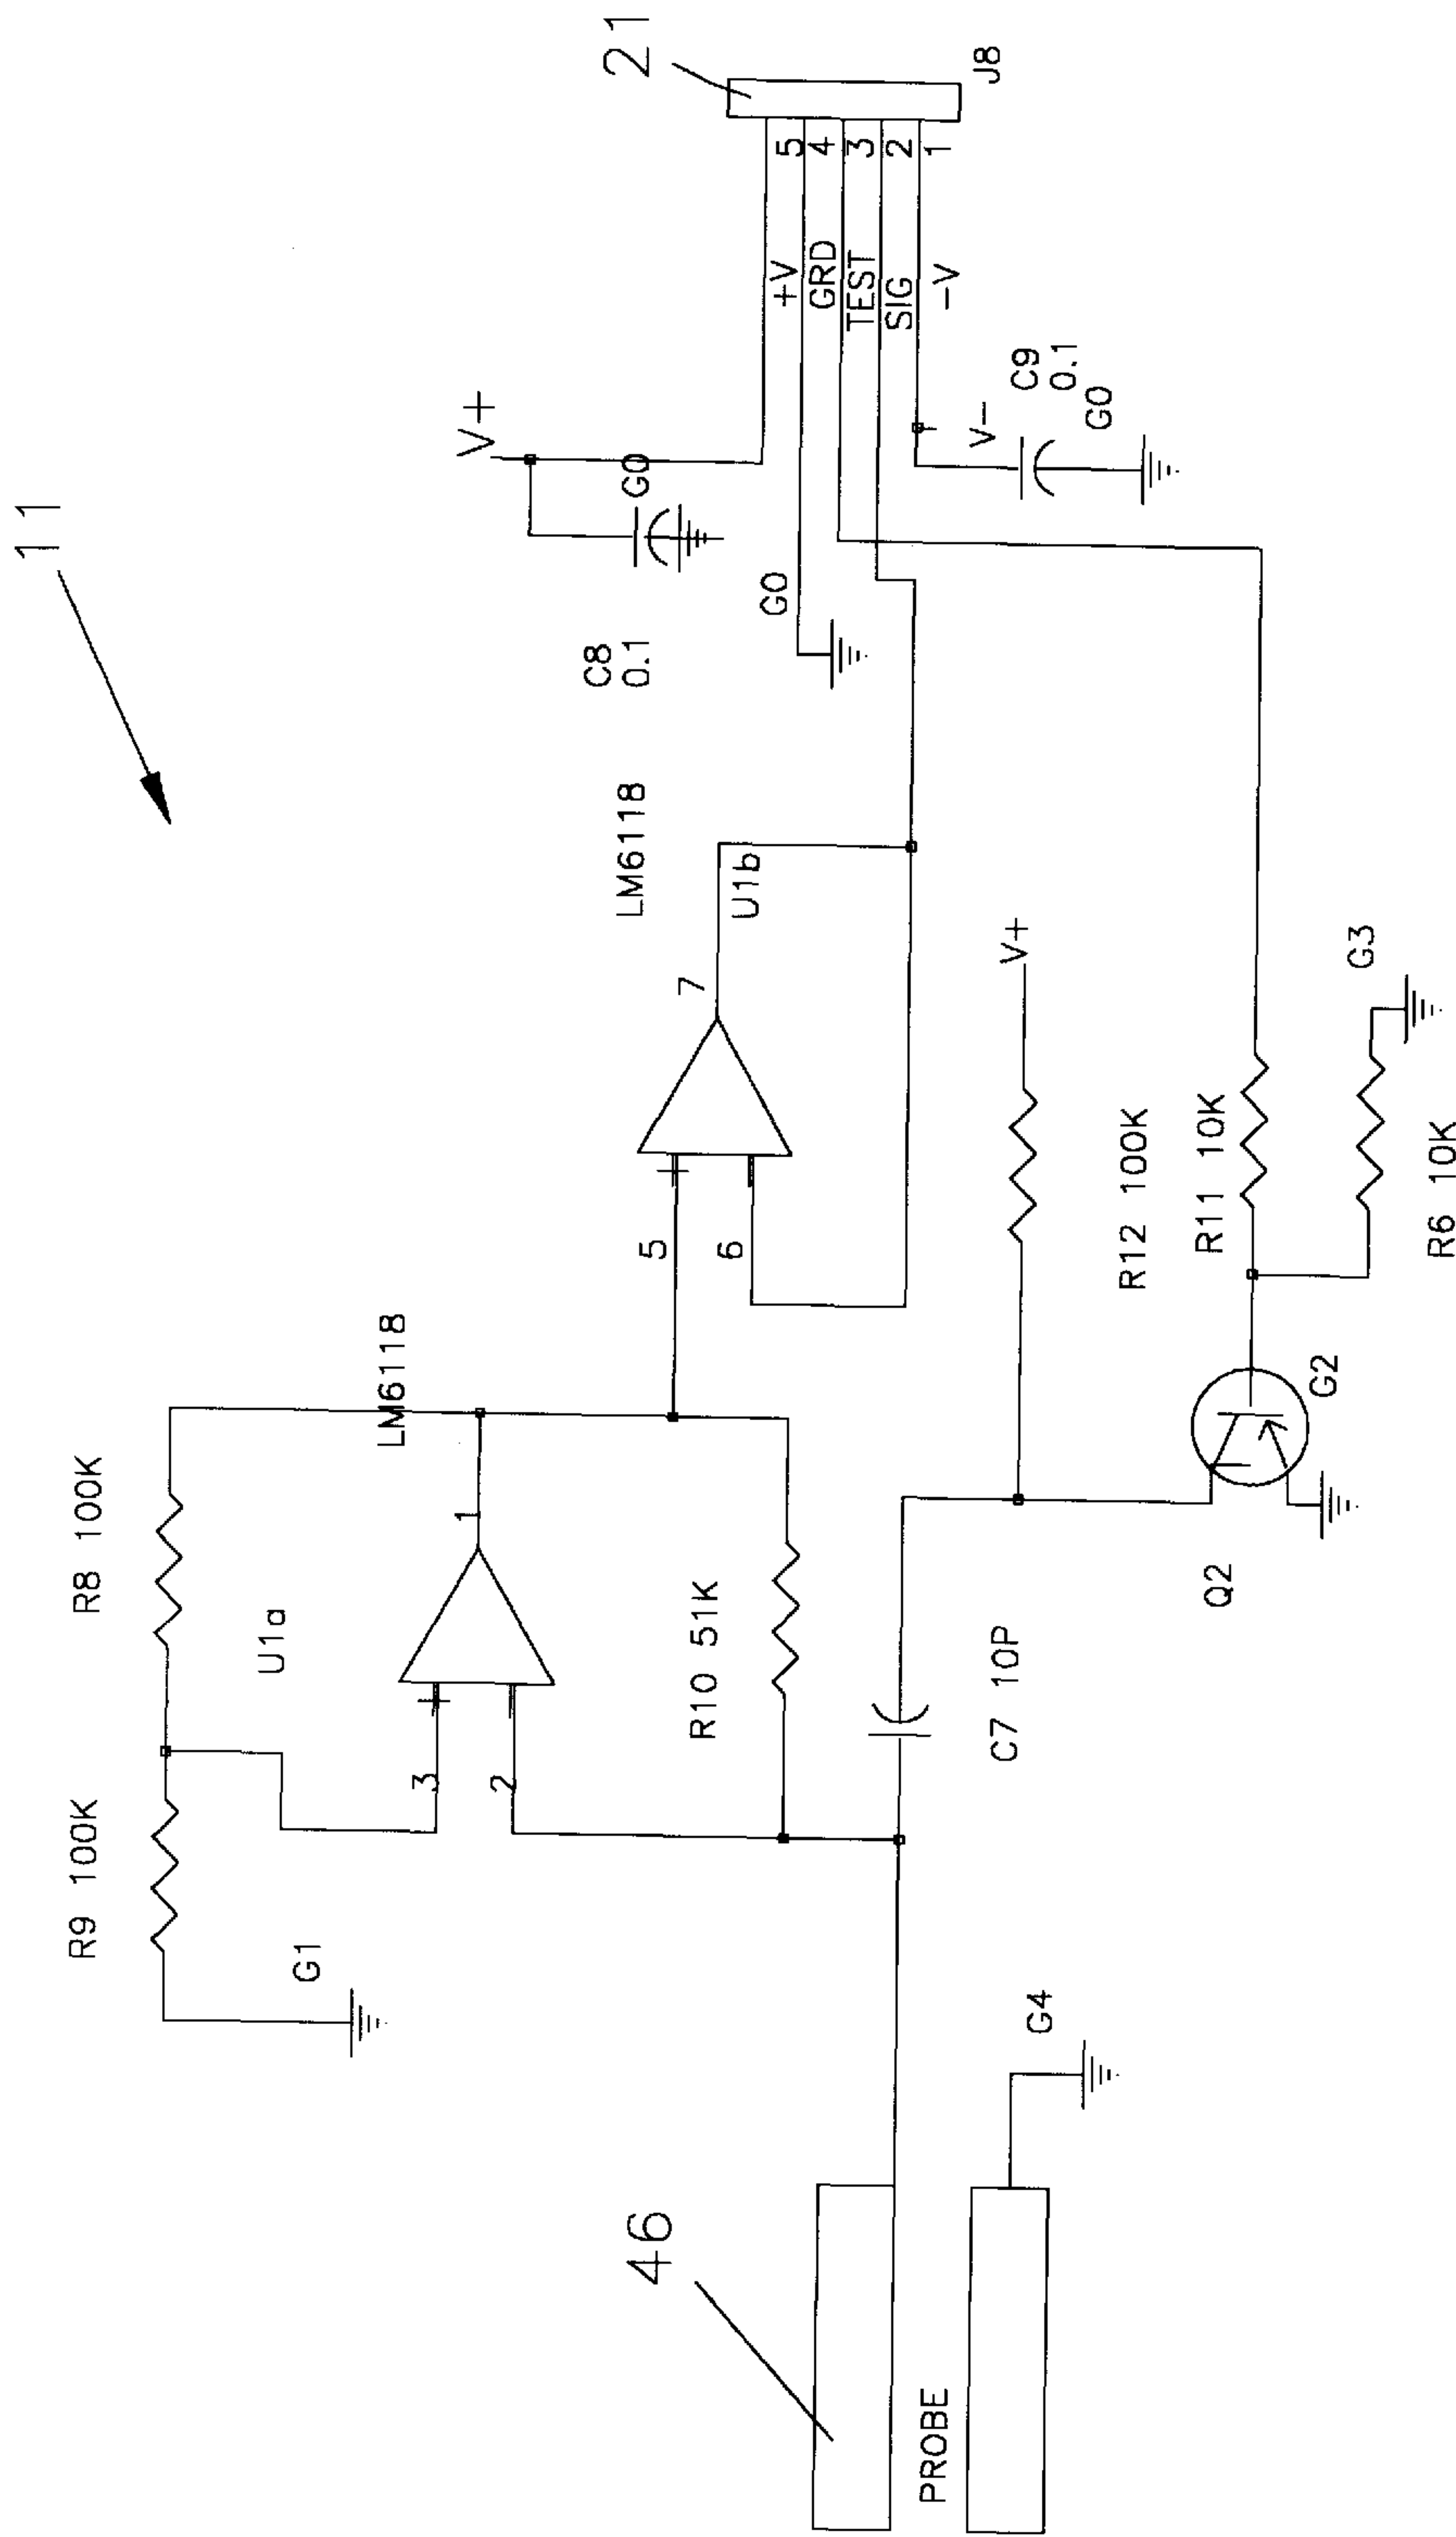 11
21
J8
5
4
3
2
1
+V
GRD
TEST
SIG
-V
V+
G0
C8
0.1
G0
V-
C9
0.1
G0
LM6118
U1b
7
5
6
V+
R12 100K
R11 10K
G3
R6 10K
G2
Q2
LM6118
R8 100K
U1a
1
3
2
R10 51K
C7 10P
R9 100K
G1
G4
46
PROBE